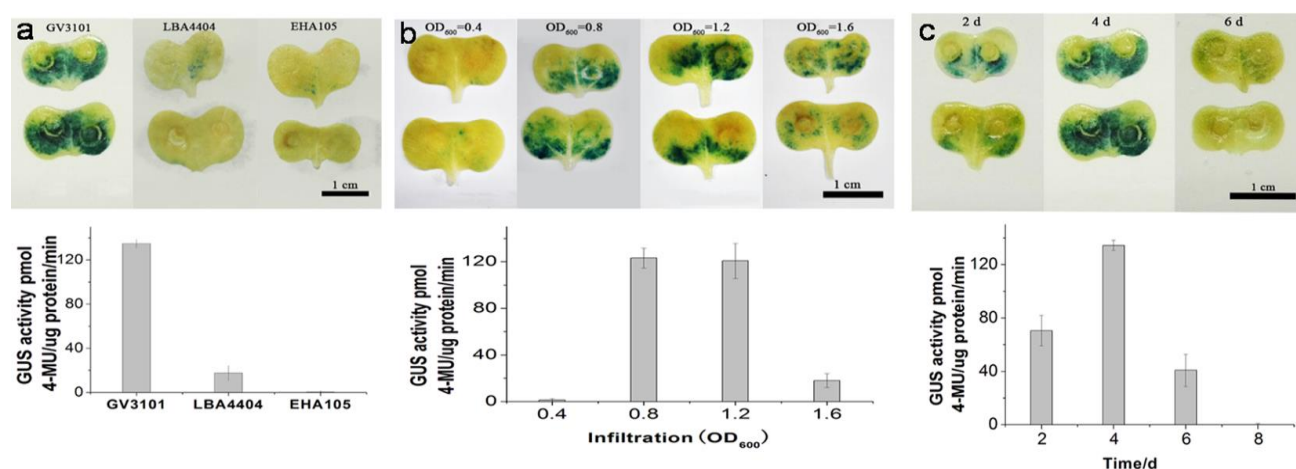 a
GV3101 LBA4404 EHA105
1 cm
GUS activity pmol
4-MU/ug protein/min
120
80
40
0
GV3101 LBA4404 EHA105
b
OD600=0.4 OD600=0.8 OD600=1.2 OD600=1.6
1 cm
GUS activity pmol
4-MU/ug protein/min
120
80
40
0
0.4 0.8 1.2 1.6
Infiltration (OD600)
c
2 d 4 d 6 d
1 cm
GUS activity pmol
4-MU/ug protein/min
120
80
40
0
2 4 6 8
Time/d